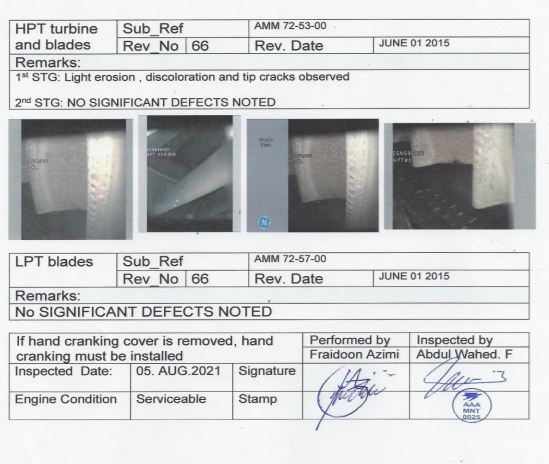 HPT turbine and blades Sub_Ref AMM 72-53-00
Rev_No 66 Rev. Date JUNE 01 2015
Remarks:
1st STG: Light erosion , discoloration and tip cracks observed
2nd STG: NO SIGNIFICANT DEFECTS NOTED
LPT blades Sub_Ref AMM 72-57-00
Rev_No 66 Rev. Date JUNE 01 2015
Remarks:
No SIGNIFICANT DEFECTS NOTED
If hand cranking cover is removed, hand cranking must be installed Performed by Inspected by
Fraidoon Azimi Abdul Wahed. F
Inspected Date: 05. AUG.2021 Signature
Engine Condition Serviceable Stamp
AAA
MNT
0025